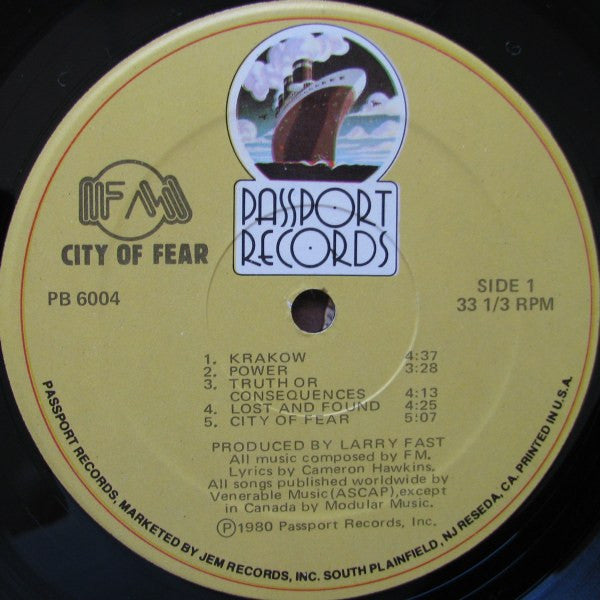 PASSPORT
RECORDS
FM
CITY OF FEAR
PB 6004
SIDE 1
33 1/3 RPM
1. KRAKOW 4:37
2. POWER 3:28
3. TRUTH OR
CONSEQUENCES 4:13
4. LOST AND FOUND 4:25
5. CITY OF FEAR 5:07
PRODUCED BY LARRY FAST
All music composed by FM.
Lyrics by Cameron Hawkins.
All songs published worldwide by
Venerable Music(ASCAP),except
in Canada by Modular Music.
Ⓟ1980 Passport Records, Inc.
PASSPORT RECORDS, MARKETED BY JEM RECORDS, INC. SOUTH PLAINFIELD, NJ RESEDA, CA. PRINTED IN U.S.A.